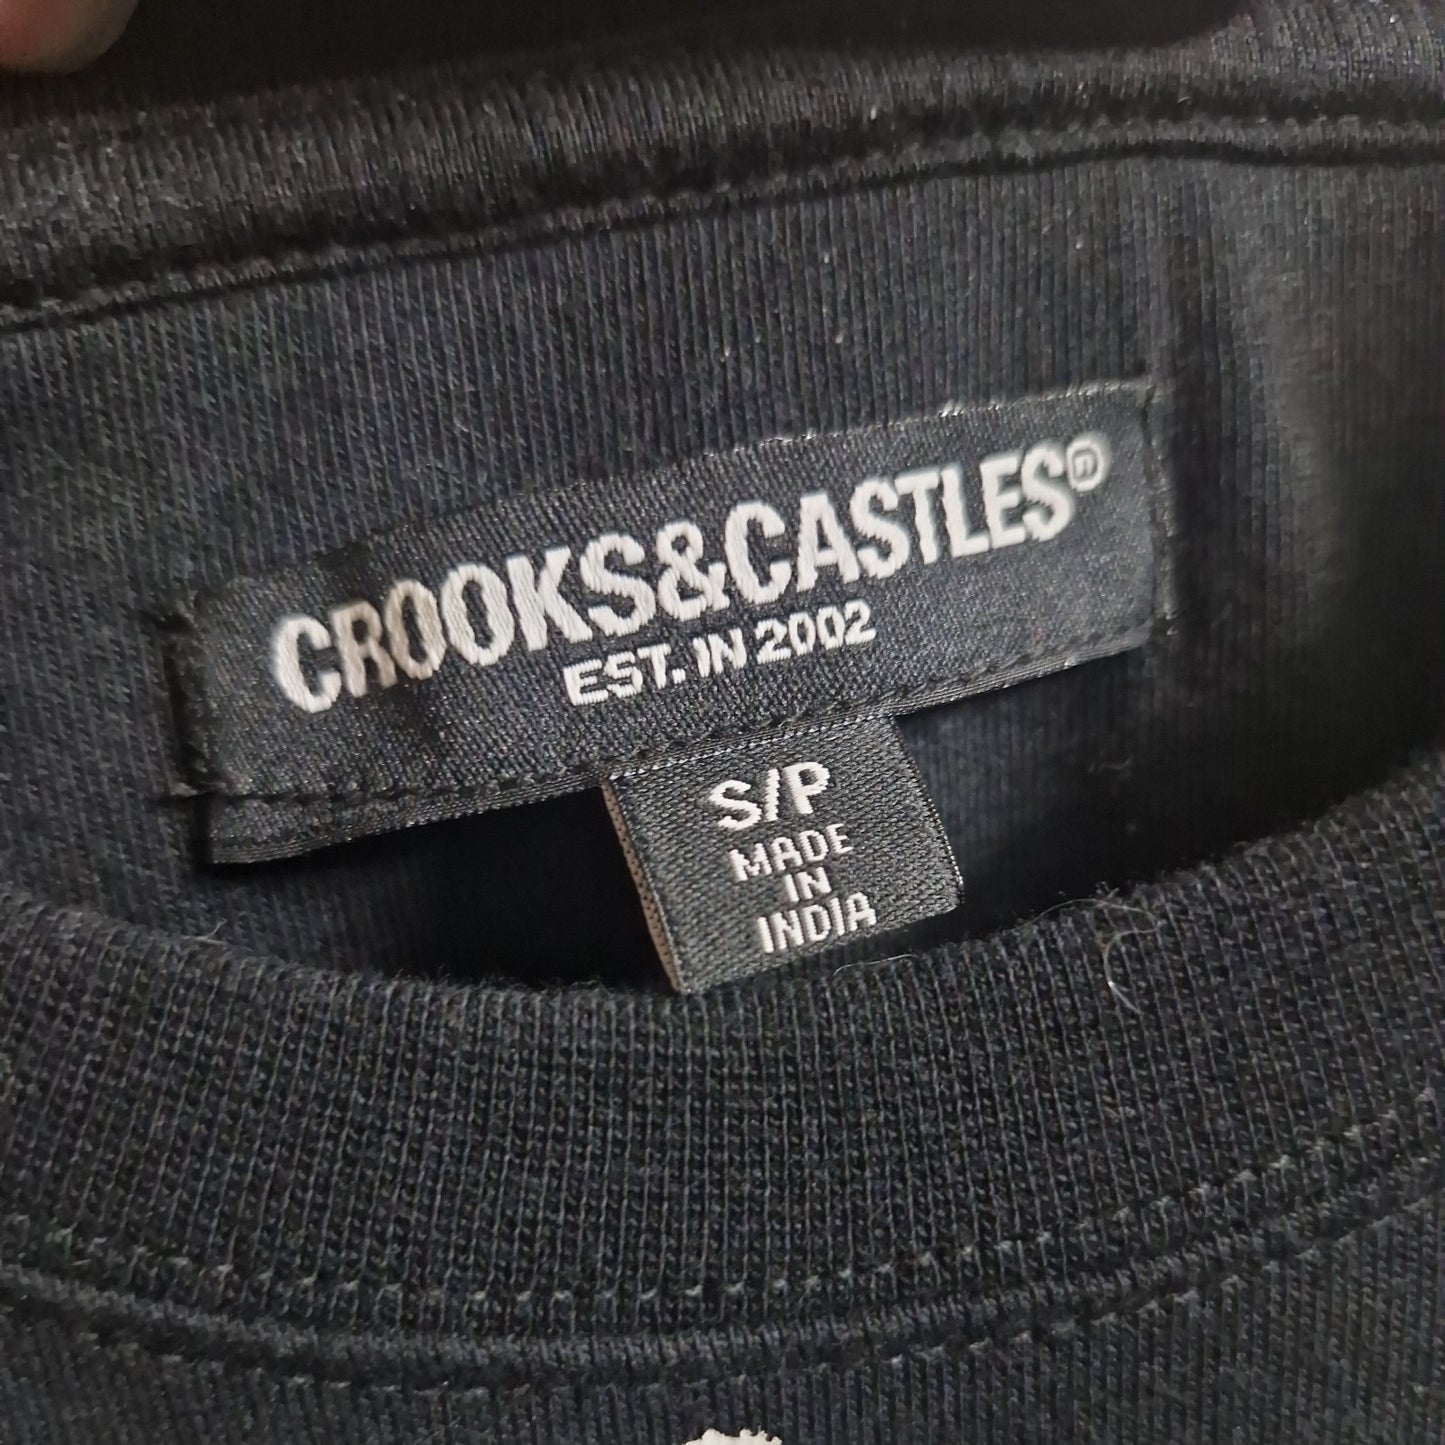 CROOKS&CASTLES®
EST. IN 2002
S/P
MADE
IN
INDIA